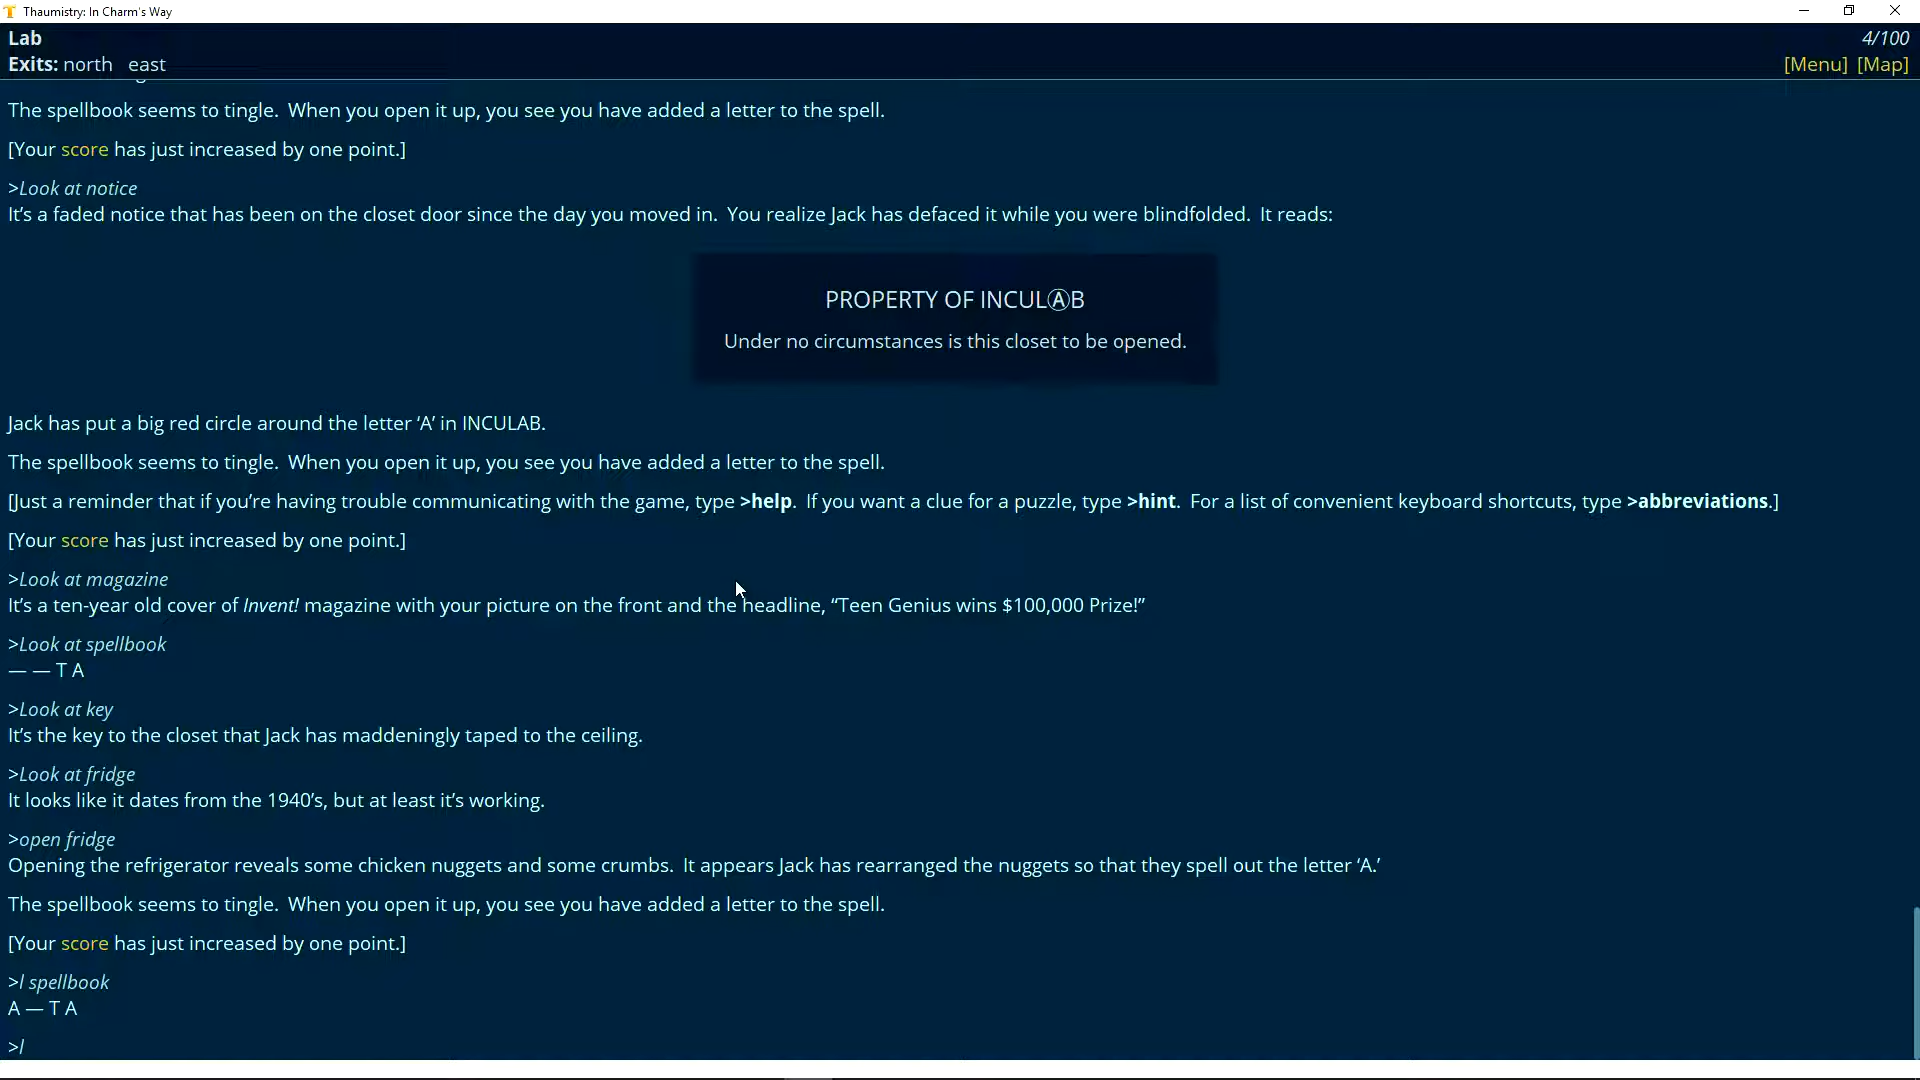 Thaumistry: In Charm's Way
Lab
4/100
Exits: north east
[Menu] [Map]
The spellbook seems to tingle. When you open it up, you see you have added a letter to the spell.
[Your score has just increased by one point.]
>Look at notice
It’s a faded notice that has been on the closet door since the day you moved in. You realize Jack has defaced it while you were blindfolded. It reads:
PROPERTY OF INCULⒶB
Under no circumstances is this closet to be opened.
Jack has put a big red circle around the letter ‘A’ in INCULAB.
The spellbook seems to tingle. When you open it up, you see you have added a letter to the spell.
[Just a reminder that if you’re having trouble communicating with the game, type >help. If you want a clue for a puzzle, type >hint. For a list of convenient keyboard shortcuts, type >abbreviations.]
[Your score has just increased by one point.]
>Look at magazine
It’s a ten-year old cover of Invent! magazine with your picture on the front and the headline, “Teen Genius wins $100,000 Prize!”
>Look at spellbook
— — T A
>Look at key
It’s the key to the closet that Jack has maddeningly taped to the ceiling.
>Look at fridge
It looks like it dates from the 1940’s, but at least it’s working.
>open fridge
Opening the refrigerator reveals some chicken nuggets and some crumbs. It appears Jack has rearranged the nuggets so that they spell out the letter ‘A.’
The spellbook seems to tingle. When you open it up, you see you have added a letter to the spell.
[Your score has just increased by one point.]
>l spellbook
A — T A
>l